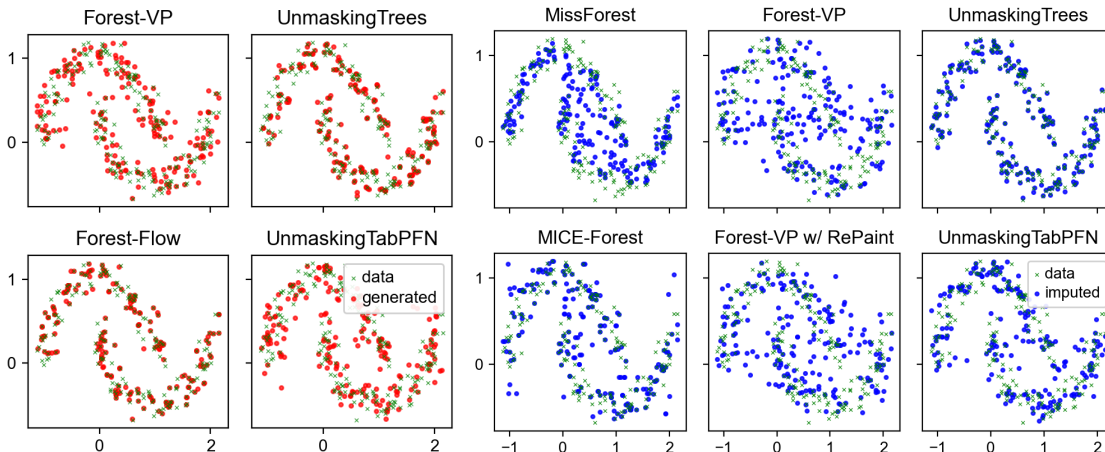 Forest-VP
UnmaskingTrees
MissForest
Forest-VP
UnmaskingTrees
1
0
1
0
Forest-Flow
UnmaskingTabPFN
MICE-Forest
Forest-VP w/ RePaint
UnmaskingTabPFN
data
generated
data
imputed
1
0
1
0
0 2
0 2
−1 0 1 2
−1 0 1 2
−1 0 1 2